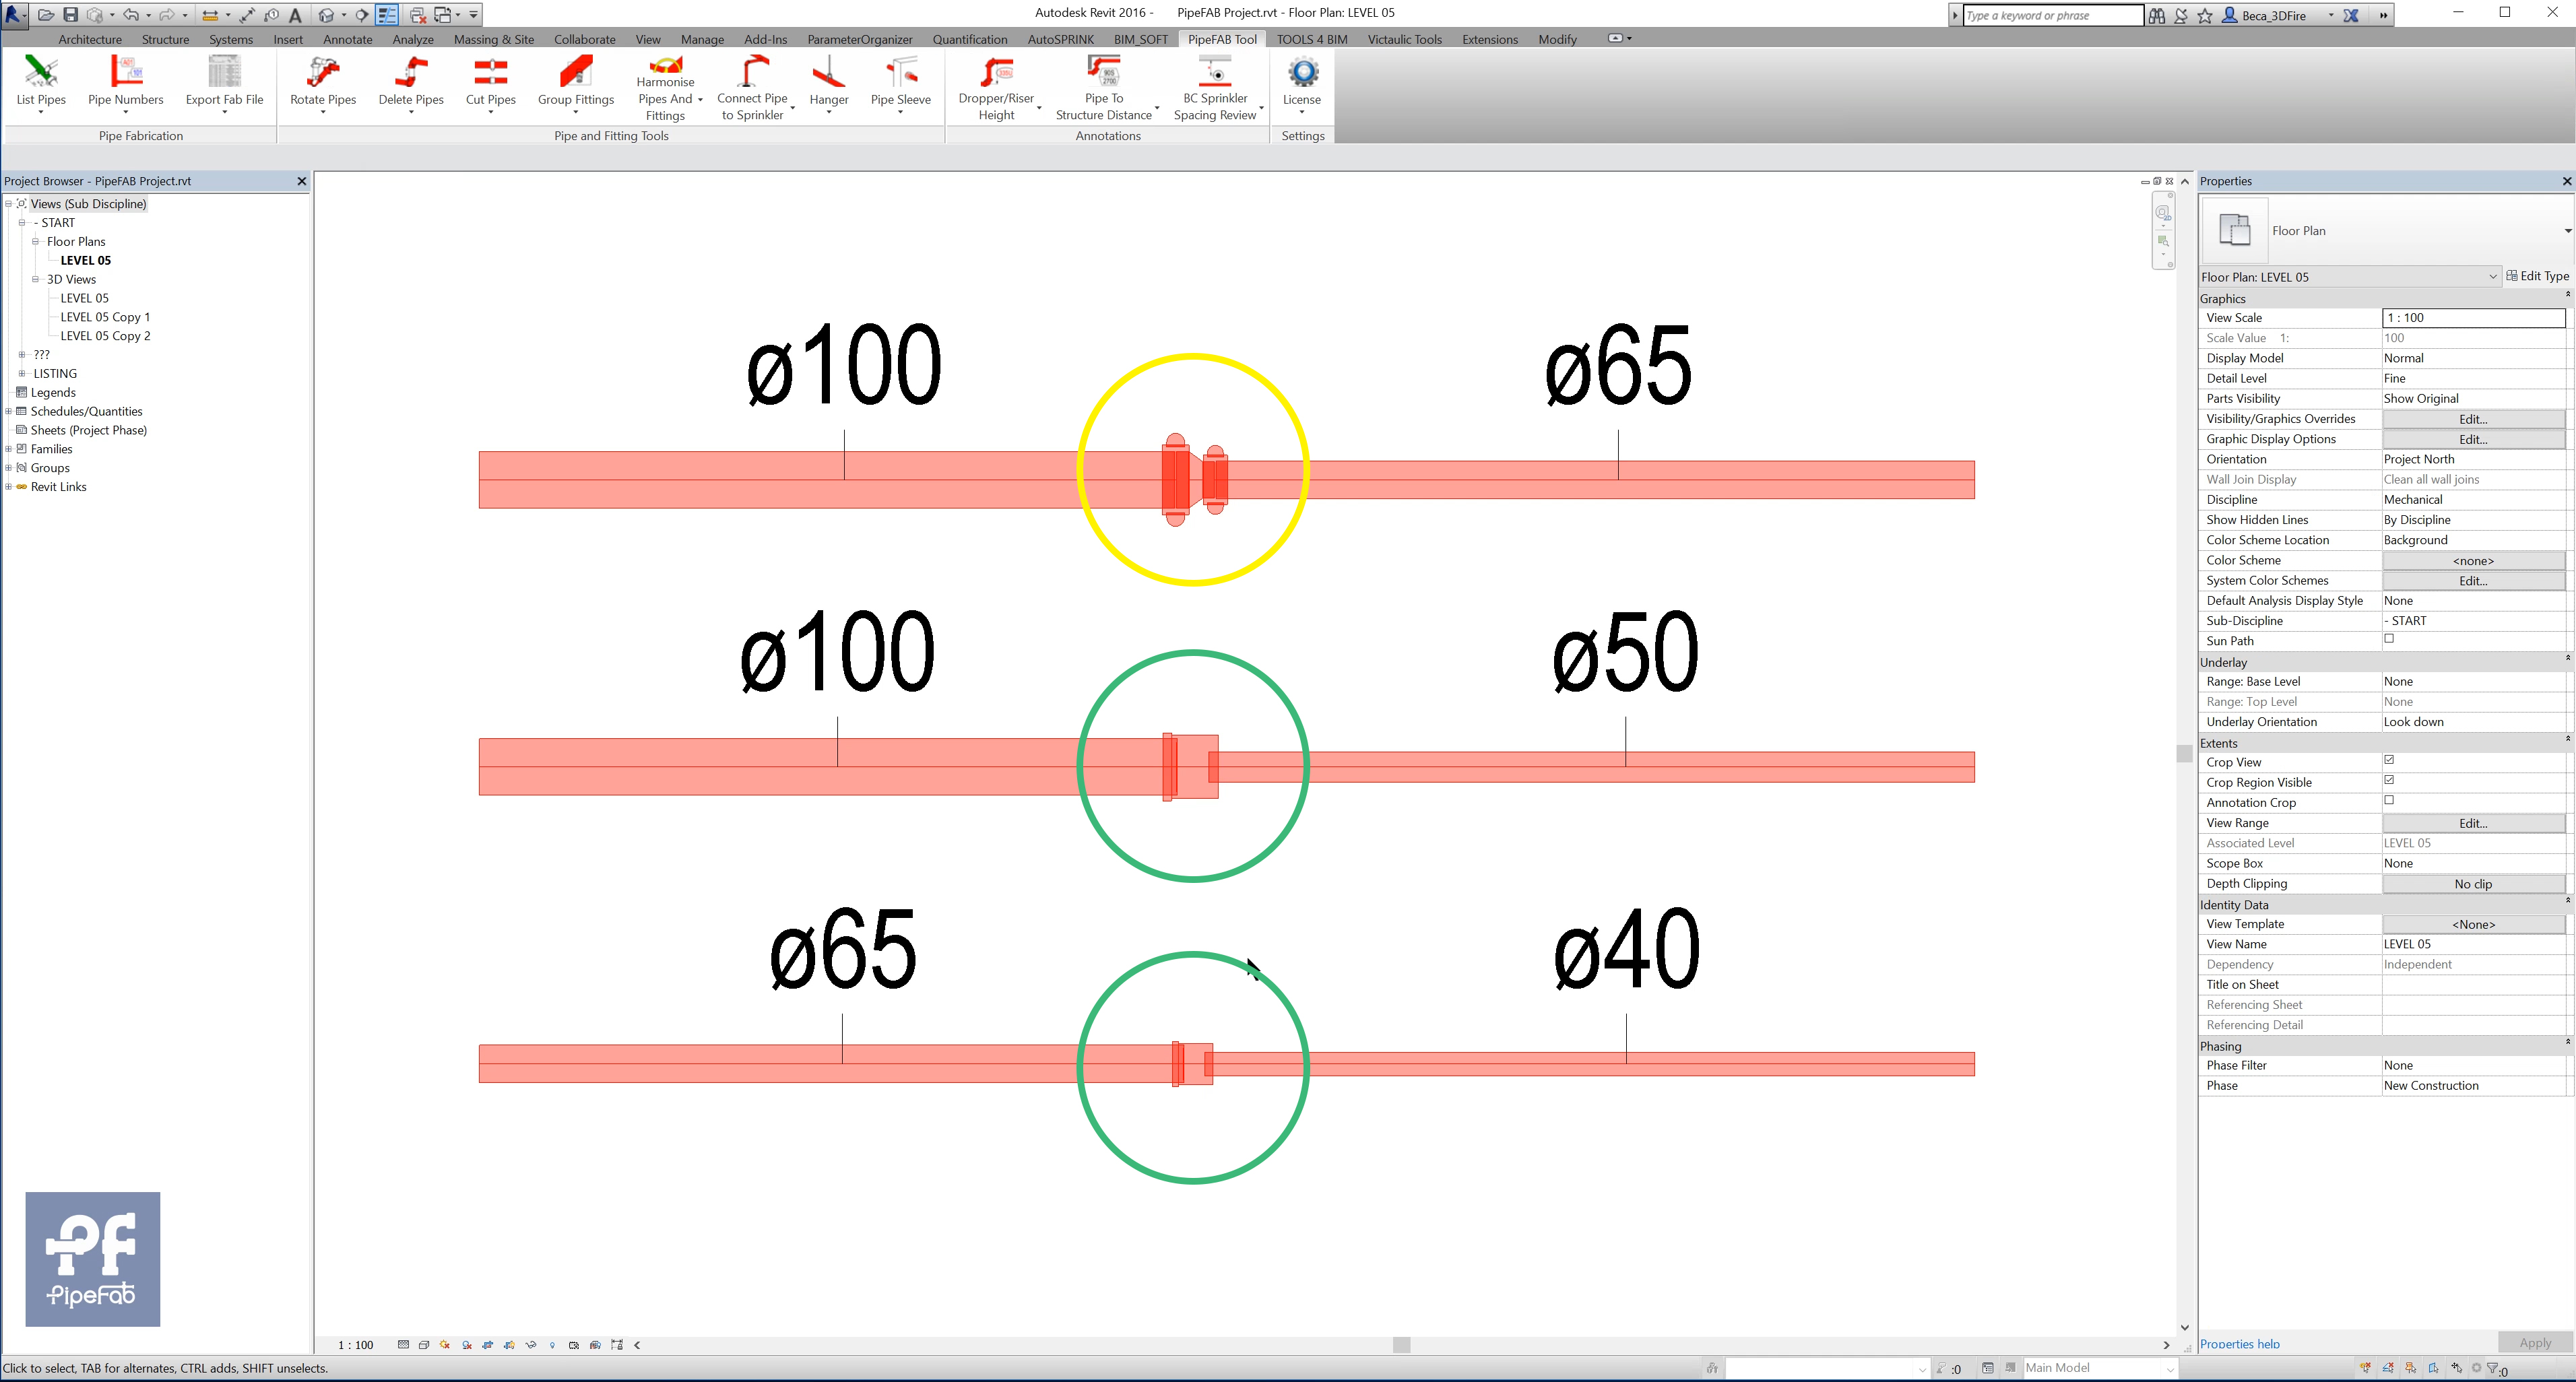 Autodesk Revit 2016 - PipeFAB Project.rvt - Floor Plan: LEVEL 05
Type a keyword or phrase
Beca_3DFire
Architecture Structure Systems Insert Annotate Analyze Massing & Site Collaborate View Manage Add-Ins ParameterOrganizer Quantification AutoSPRINK BIM_SOFT PipeFAB Tool TOOLS 4 BIM Victaulic Tools Extensions Modify
List Pipes
Pipe Numbers
Export Fab File
Rotate Pipes
Delete Pipes
Cut Pipes
Group Fittings
Harmonise
Pipes And
Fittings
Connect Pipe
to Sprinkler
Hanger
Pipe Sleeve
Dropper/Riser
Height
Pipe To
Structure Distance
BC Sprinkler
Spacing Review
License
Pipe Fabrication
Pipe and Fitting Tools
Annotations
Settings
Project Browser - PipeFAB Project.rvt
Views (Sub Discipline)
- START
Floor Plans
LEVEL 05
3D Views
LEVEL 05
LEVEL 05 Copy 1
LEVEL 05 Copy 2
???
LISTING
Legends
Schedules/Quantities
Sheets (Project Phase)
Families
Groups
Revit Links
PF
PipeFab
ø100 ø65
ø100 ø50
ø65 ø40
Properties
Floor Plan
Floor Plan: LEVEL 05 Edit Type
Graphics
View Scale 1 : 100
Scale Value 1: 100
Display Model Normal
Detail Level Fine
Parts Visibility Show Original
Visibility/Graphics Overrides Edit...
Graphic Display Options Edit...
Orientation Project North
Wall Join Display Clean all wall joins
Discipline Mechanical
Show Hidden Lines By Discipline
Color Scheme Location Background
Color Scheme <none>
System Color Schemes Edit...
Default Analysis Display Style None
Sub-Discipline - START
Sun Path
Underlay
Range: Base Level None
Range: Top Level None
Underlay Orientation Look down
Extents
Crop View
Crop Region Visible
Annotation Crop
View Range Edit...
Associated Level LEVEL 05
Scope Box None
Depth Clipping No clip
Identity Data
View Template <None>
View Name LEVEL 05
Dependency Independent
Title on Sheet
Referencing Sheet
Referencing Detail
Phasing
Phase Filter None
Phase New Construction
Properties help Apply
1 : 100
Click to select, TAB for alternates, CTRL adds, SHIFT unselects.
:0
Main Model
:0